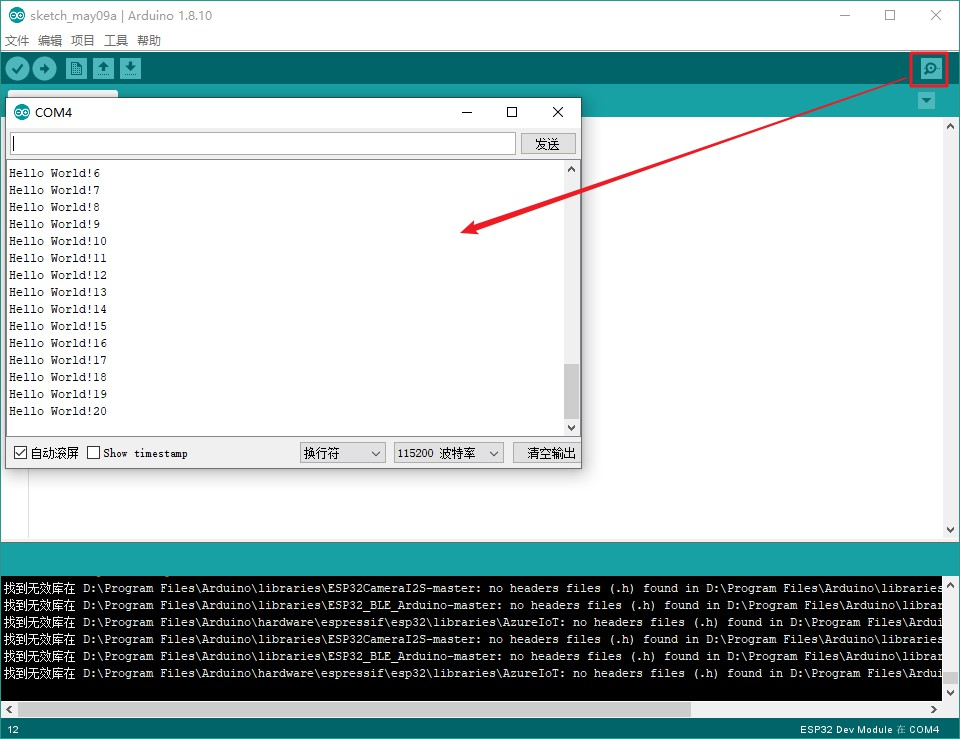 sketch_may09a | Arduino 1.8.10
文件 编辑 项目 工具 帮助
COM4
发送
Hello World!6
Hello World!7
Hello World!8
Hello World!9
Hello World!10
Hello World!11
Hello World!12
Hello World!13
Hello World!14
Hello World!15
Hello World!16
Hello World!17
Hello World!18
Hello World!19
Hello World!20
自动滚屏 Show timestamp 换行符 115200 波特率 清空输出
找到无效库在 D:\Program Files\Arduino\libraries\ESP32CameraI2S-master: no headers files (.h) found in D:\Program Files\Arduino\libraries
找到无效库在 D:\Program Files\Arduino\libraries\ESP32_BLE_Arduino-master: no headers files (.h) found in D:\Program Files\Arduino\librar
找到无效库在 D:\Program Files\Arduino\hardware\espressif\esp32\libraries\AzureIoT: no headers files (.h) found in D:\Program Files\Ardui
找到无效库在 D:\Program Files\Arduino\libraries\ESP32CameraI2S-master: no headers files (.h) found in D:\Program Files\Arduino\libraries
找到无效库在 D:\Program Files\Arduino\libraries\ESP32_BLE_Arduino-master: no headers files (.h) found in D:\Program Files\Arduino\librar
找到无效库在 D:\Program Files\Arduino\hardware\espressif\esp32\libraries\AzureIoT: no headers files (.h) found in D:\Program Files\Ardui
12 ESP32 Dev Module 在 COM4